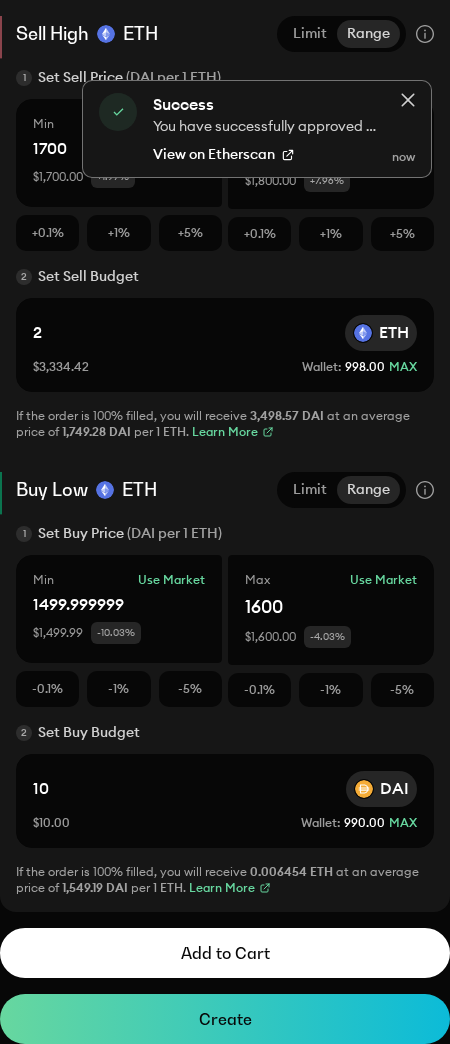 Sell High ETH Limit Range
1 Set Sell Price (DAI per 1 ETH)
Success
You have successfully approved ...
View on Etherscan
now
Min
1700
$1,700.00
$1,800.00 +7.96%
+0.1% +1% +5% +0.1% +1% +5%
2 Set Sell Budget
2 ETH
$3,334.42 Wallet: 998.00 MAX
If the order is 100% filled, you will receive 3,498.57 DAI at an average
price of 1,749.28 DAI per 1 ETH. Learn More
Buy Low ETH Limit Range
1 Set Buy Price (DAI per 1 ETH)
Min Use Market Max Use Market
1499.999999 1600
$1,499.99 -10.03% $1,600.00 -4.03%
-0.1% -1% -5% -0.1% -1% -5%
2 Set Buy Budget
10 DAI
$10.00 Wallet: 990.00 MAX
If the order is 100% filled, you will receive 0.006454 ETH at an average
price of 1,549.19 DAI per 1 ETH. Learn More
Add to Cart
Create